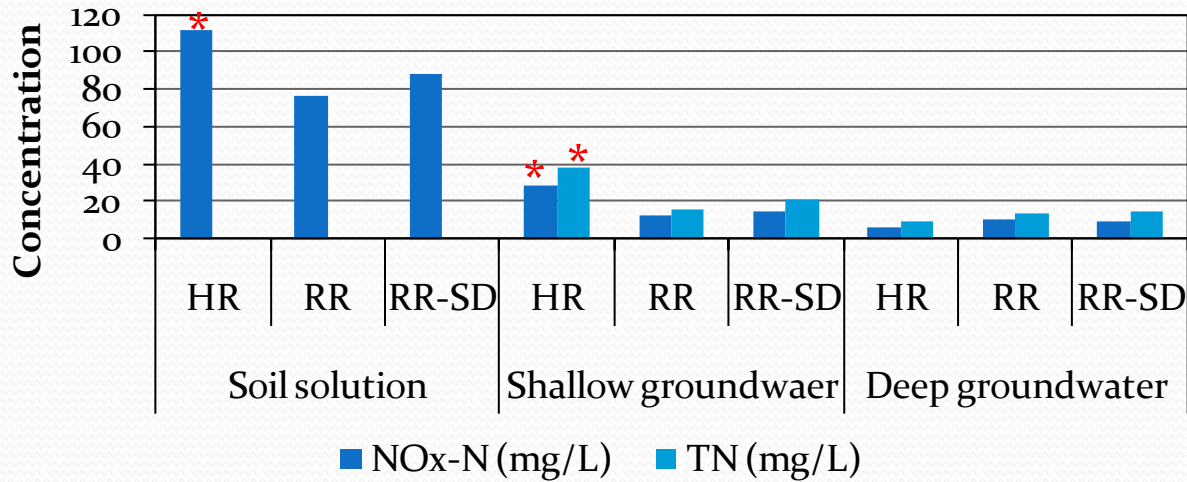 Concentration
120
100
80
60
40
20
0
*
*
*
HR RR RR-SD HR RR RR-SD HR RR RR-SD
Soil solution Shallow groundwaer Deep groundwater
NOx-N (mg/L) TN (mg/L)